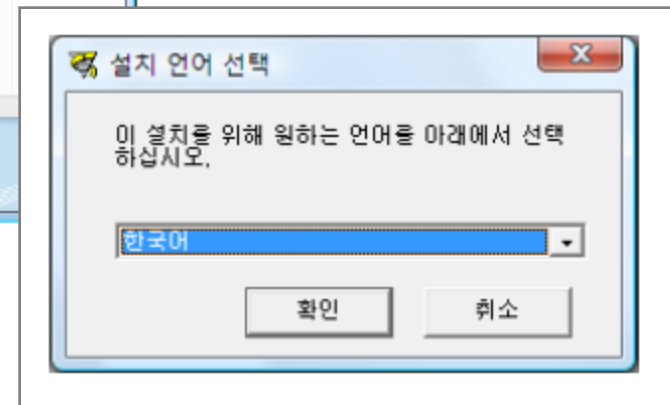 설치 언어 선택
이 설치를 위해 원하는 언어을 아래에서 선택
하십시오.
한국어
확인
취소